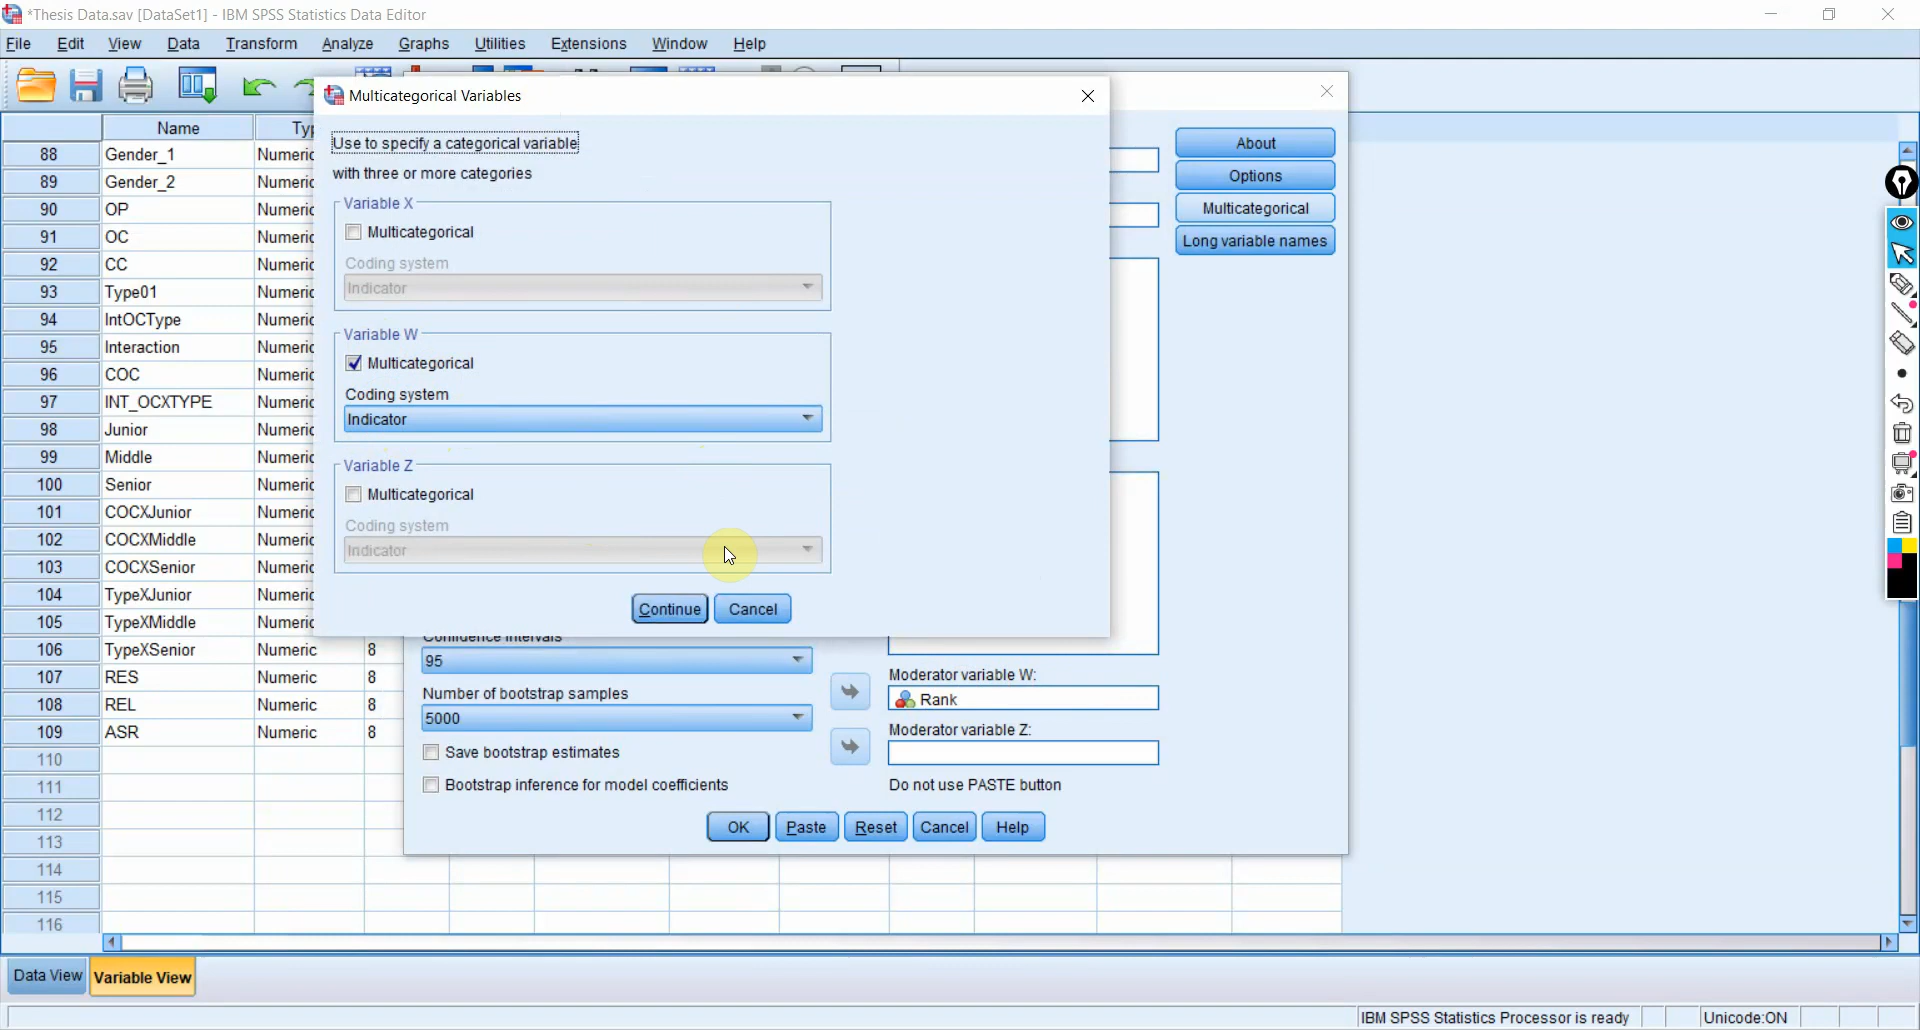 *Thesis Data.sav [DataSet1] - IBM SPSS Statistics Data Editor
File Edit View Data Transform Analyze Graphs Utilities Extensions Window Help
Multicategorical Variables
Use to specify a categorical variable
with three or more categories
Variable X
Multicategorical
Coding system
Indicator
Variable W
Multicategorical
Coding system
Indicator
Variable Z
Multicategorical
Coding system
Indicator
Continue Cancel
About
Options
Multicategorical
Long variable names
Confidence intervals
95
Number of bootstrap samples
5000
Save bootstrap estimates
Bootstrap inference for model coefficients
Moderator variable W:
Rank
Moderator variable Z:
Do not use PASTE button
OK Paste Reset Cancel Help
Name
88 Gender_1 Numeric
89 Gender_2 Numeric
90 OP Numeric
91 OC Numeric
92 CC Numeric
93 Type01 Numeric
94 IntOCType Numeric
95 Interaction Numeric
96 COC Numeric
97 INT_OCXTYPE Numeric
98 Junior Numeric
99 Middle Numeric
100 Senior Numeric
101 COCXJunior Numeric
102 COCXMiddle Numeric
103 COCXSenior Numeric
104 TypeXJunior Numeric
105 TypeXMiddle Numeric
106 TypeXSenior Numeric 8
107 RES Numeric 8
108 REL Numeric 8
109 ASR Numeric 8
110
111
112
113
114
115
116
Data View Variable View
IBM SPSS Statistics Processor is ready Unicode:ON